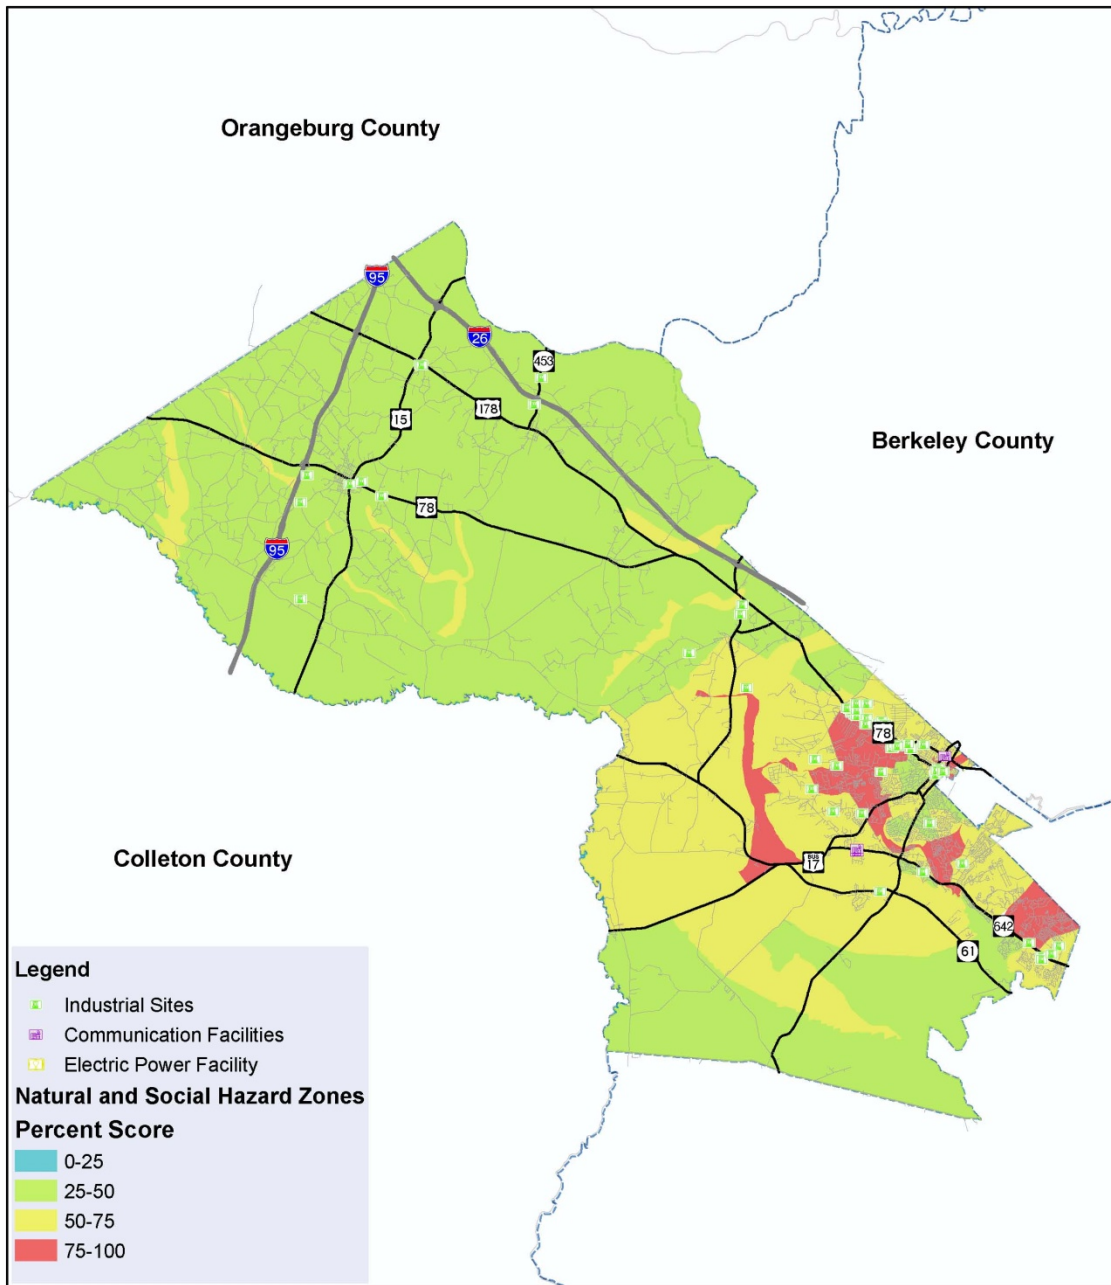 Orangeburg County
95
26
453
178
15
Berkeley County
78
95
78
Colleton County
BUS
17
642
61
Legend
Industrial Sites
Communication Facilities
Electric Power Facility
Natural and Social Hazard Zones
Percent Score
0-25
25-50
50-75
75-100